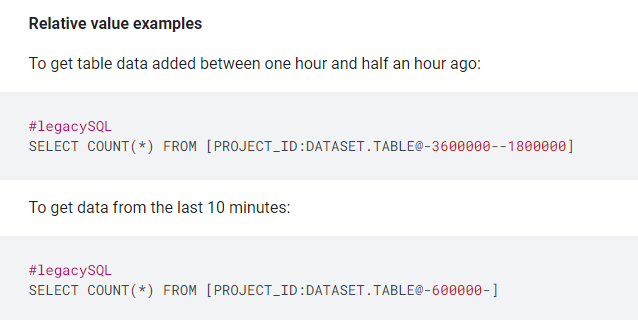 Relative value examples
To get table data added between one hour and half an hour ago:
#legacySQL
SELECT COUNT(*) FROM [PROJECT_ID:DATASET.TABLE@-3600000--1800000]
To get data from the last 10 minutes:
#legacySQL
SELECT COUNT(*) FROM [PROJECT_ID:DATASET.TABLE@-600000-]